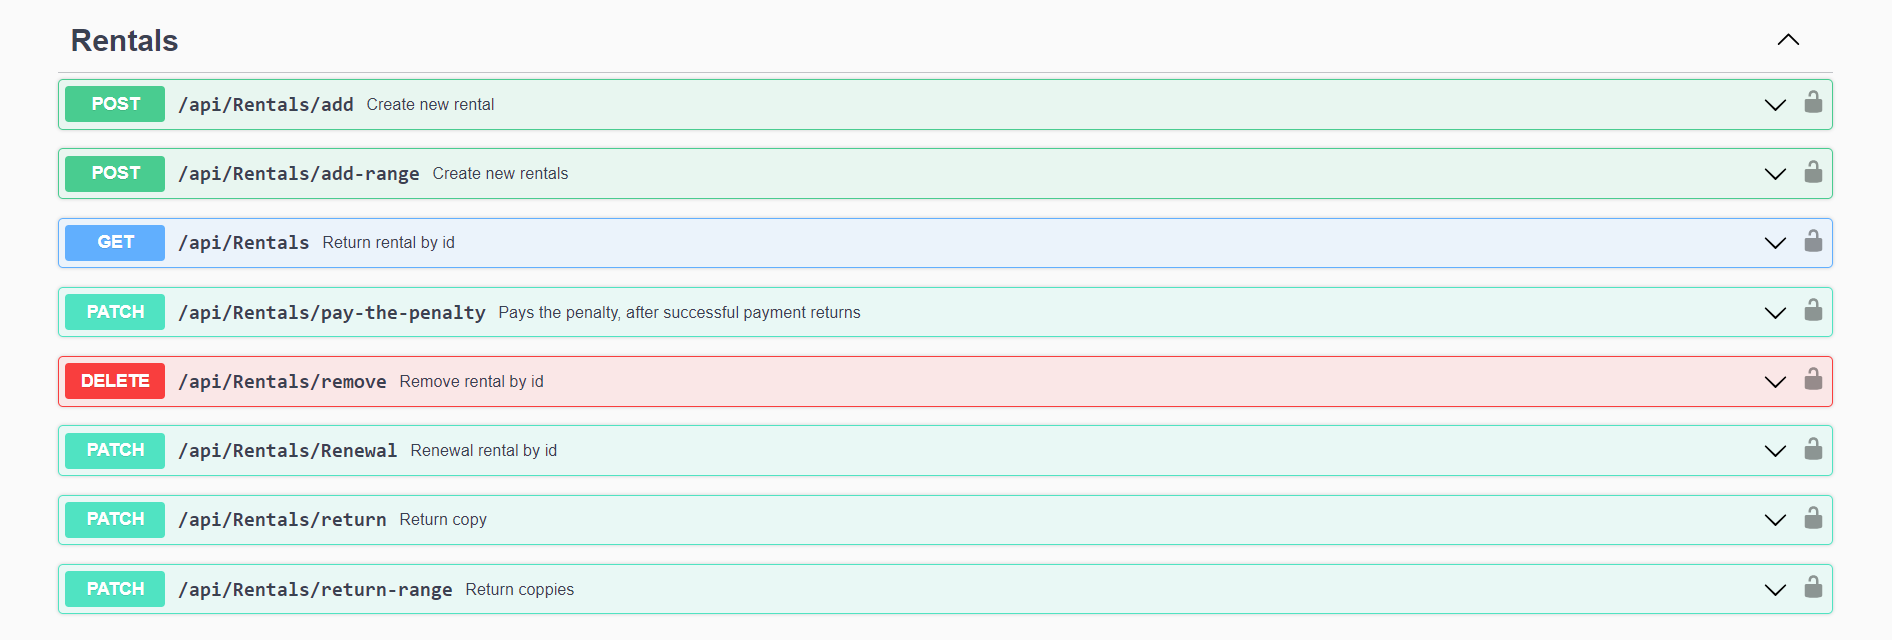 Rentals
POST /api/Rentals/add Create new rental
POST /api/Rentals/add-range Create new rentals
GET /api/Rentals Return rental by id
PATCH /api/Rentals/pay-the-penalty Pays the penalty, after successful payment returns
DELETE /api/Rentals/remove Remove rental by id
PATCH /api/Rentals/Renewal Renewal rental by id
PATCH /api/Rentals/return Return copy
PATCH /api/Rentals/return-range Return coppies